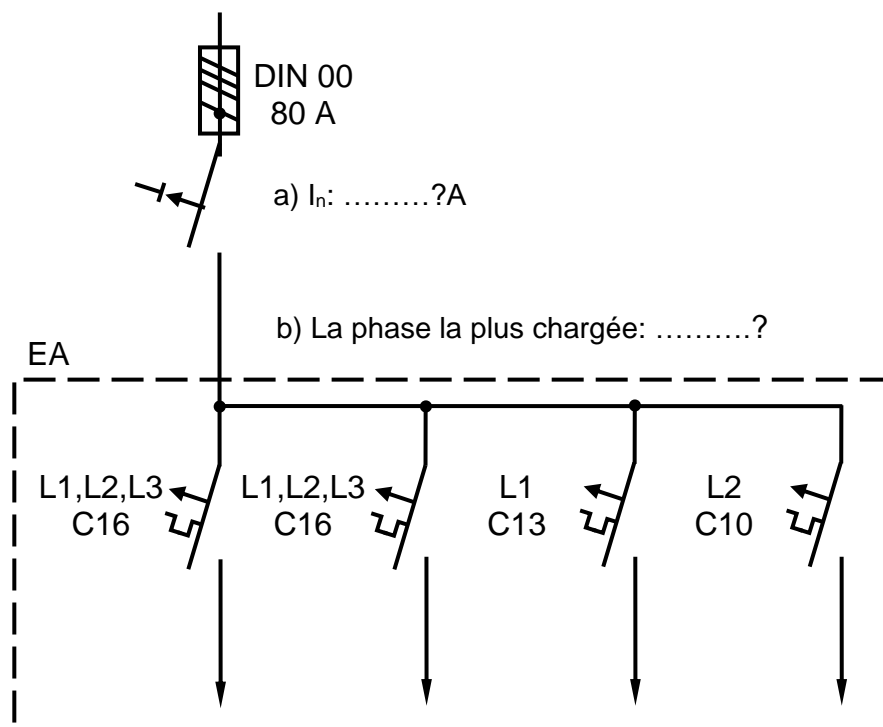 DIN 00
80 A
a) Iₙ: ………?A
b) La phase la plus chargée: ……….?
EA
L1,L2,L3
C16
L1,L2,L3
C16
L1
C13
L2
C10